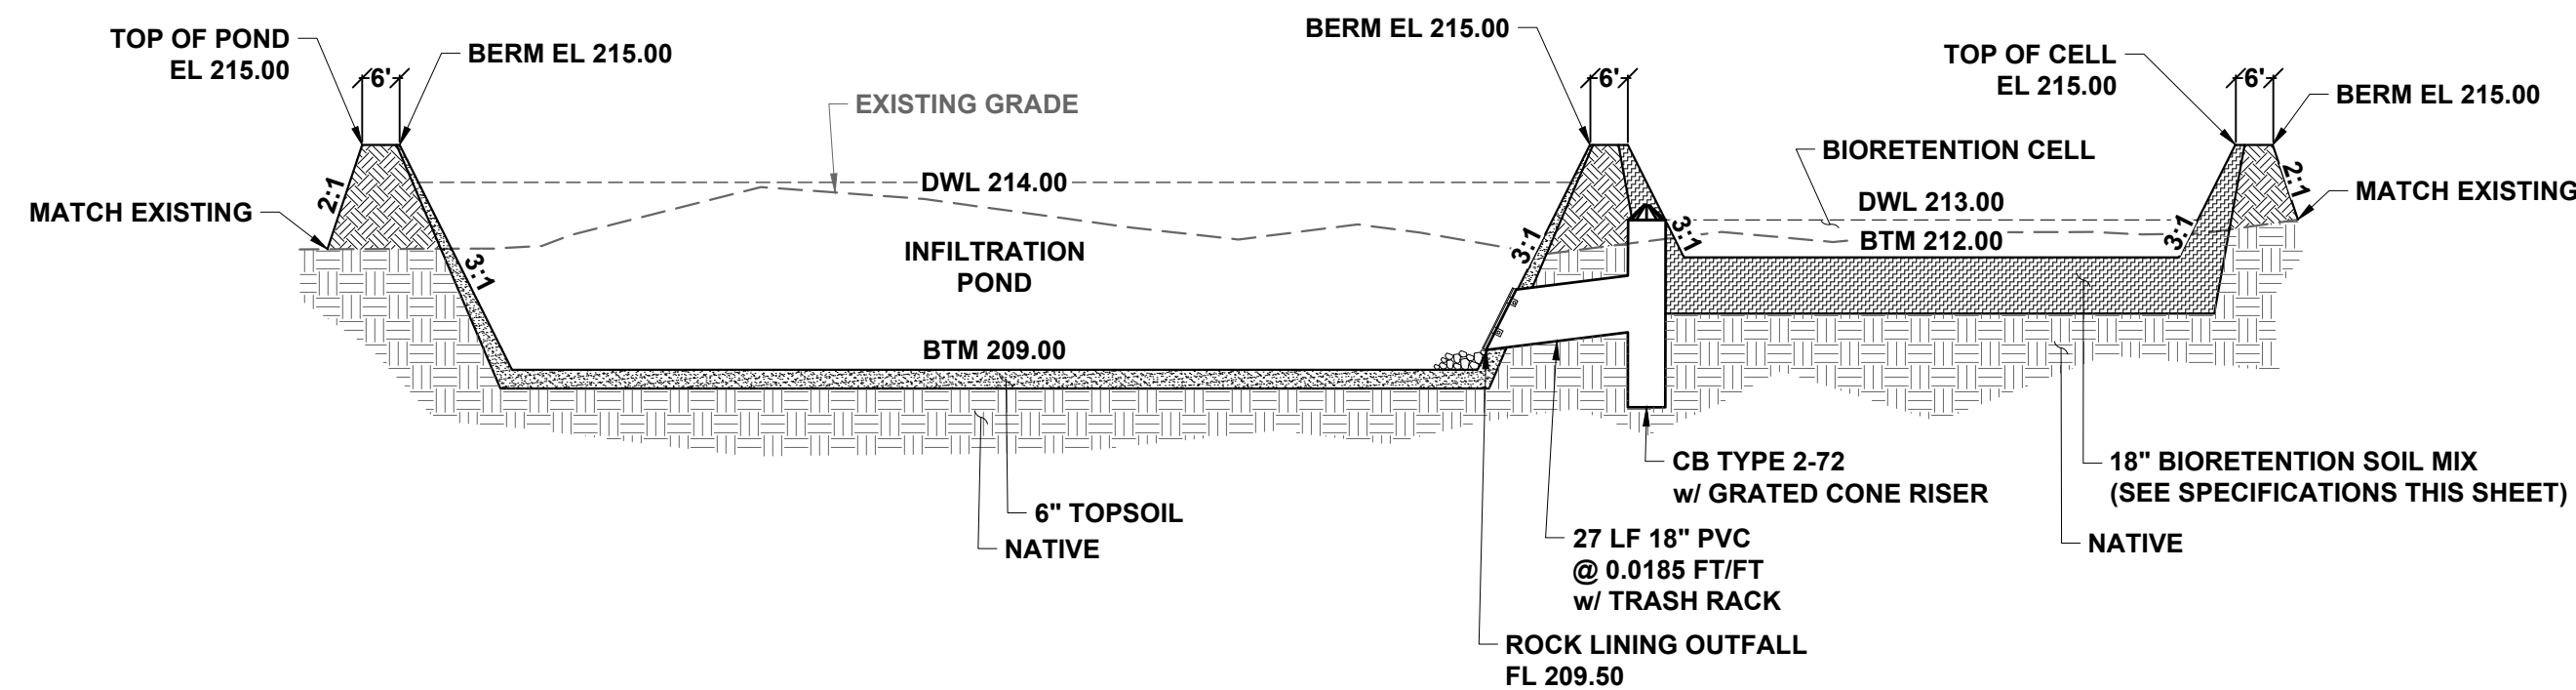 TOP OF POND
EL 215.00
6'
BERM EL 215.00
EXISTING GRADE
BERM EL 215.00
6'
TOP OF CELL
EL 215.00
6'
BERM EL 215.00
BIORETENTION CELL
2:1
MATCH EXISTING
DWL 214.00
DWL 213.00
2:1
MATCH EXISTING
3:1
INFILTRATION
POND
3:1
3:1
BTM 212.00
3:1
BTM 209.00
6" TOPSOIL
NATIVE
CB TYPE 2-72
w/ GRATED CONE RISER
27 LF 18" PVC
@ 0.0185 FT/FT
w/ TRASH RACK
ROCK LINING OUTFALL
FL 209.50
18" BIORETENTION SOIL MIX
(SEE SPECIFICATIONS THIS SHEET)
NATIVE